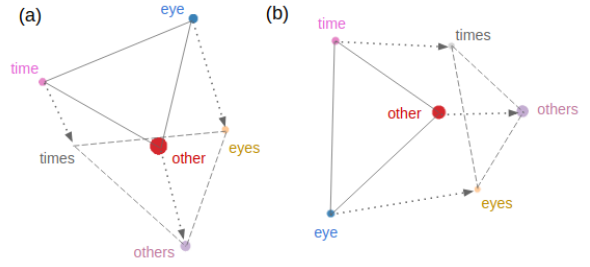 (a)
eye
time
times
other
eyes
others
(b)
time
times
other
others
eyes
eye